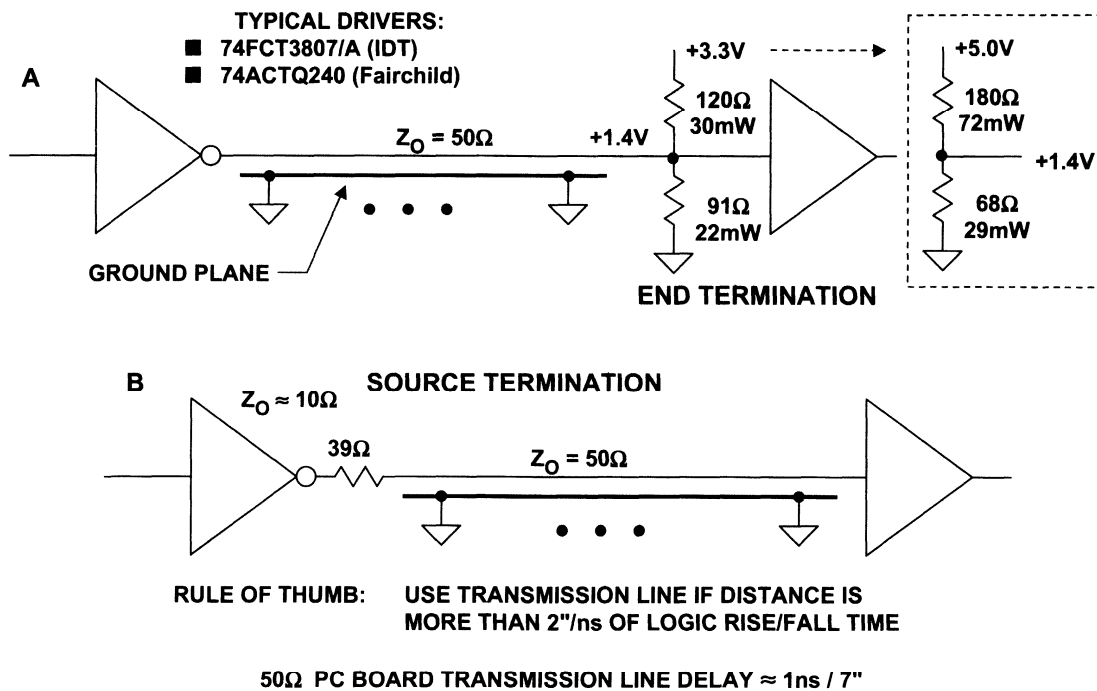 TYPICAL DRIVERS:
■ 74FCT3807/A (IDT)
■ 74ACTQ240 (Fairchild)
A
+3.3V
+5.0V
120Ω
30mW
180Ω
72mW
ZO = 50Ω
+1.4V
+1.4V
91Ω
22mW
68Ω
29mW
GROUND PLANE
END TERMINATION
B
SOURCE TERMINATION
ZO ≈ 10Ω
39Ω
ZO = 50Ω
RULE OF THUMB: USE TRANSMISSION LINE IF DISTANCE IS
MORE THAN 2"/ns OF LOGIC RISE/FALL TIME
50Ω PC BOARD TRANSMISSION LINE DELAY ≈ 1ns / 7"